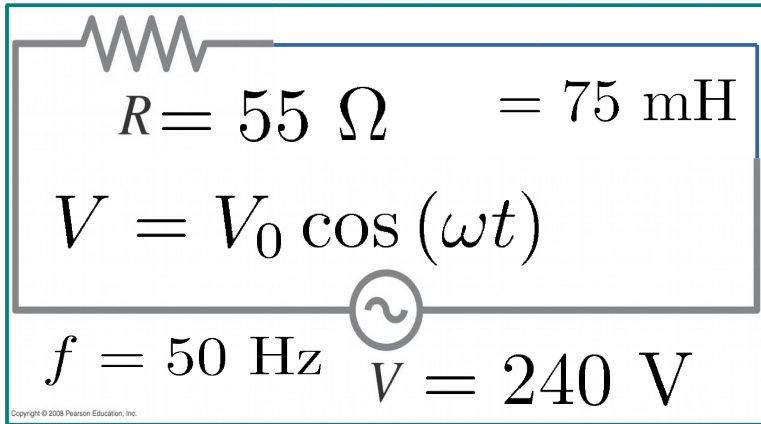 R = 55 Ω
= 75 mH
V = V₀ cos (ωt)
f = 50 Hz
V = 240 V
Copyright © 2008 Pearson Education, Inc.